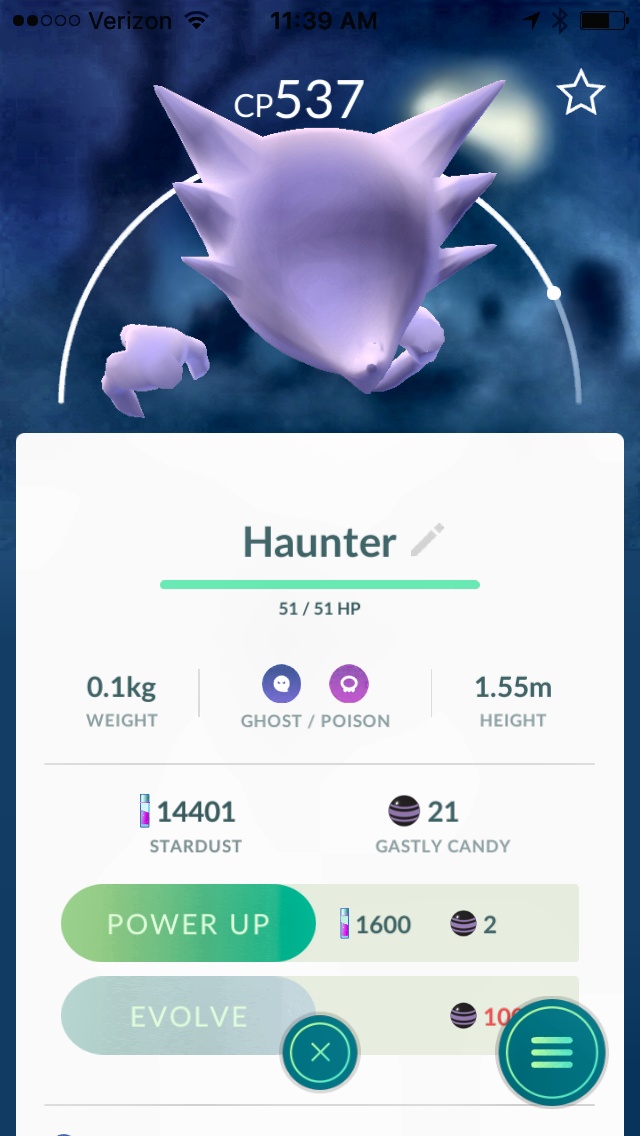 Verizon 11:39 AM
CP537
Haunter
51 / 51 HP
0.1kg 1.55m
WEIGHT GHOST / POISON HEIGHT
14401 21
STARDUST GASTLY CANDY
POWER UP 1600 2
EVOLVE